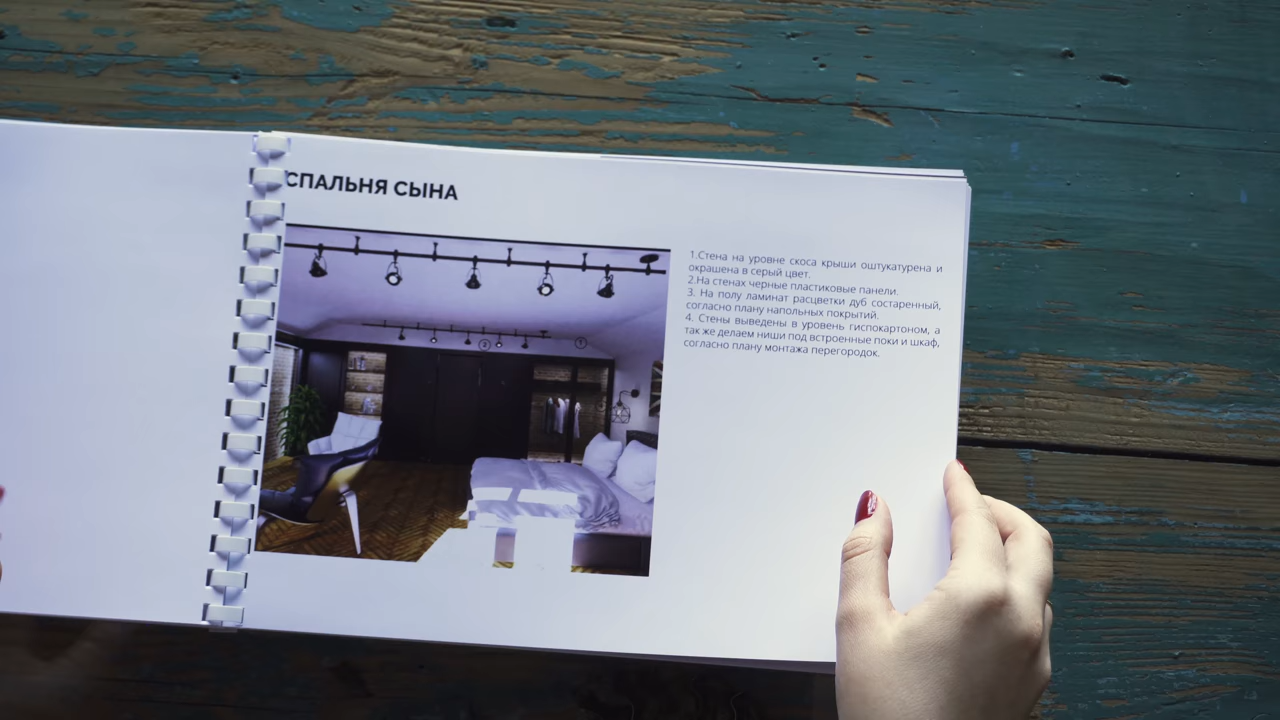 СПАЛЬНЯ СЫНА
1.Стена на уровне скоса крыши оштукатурена и
окрашена в серый цвет.
2.На стенах черные пластиковые панели.
3. На полу ламинат расцветки дуб состаренный,
согласно плану напольных покрытий.
4. Стены выведены в уровень гиспокартоном, а
так же делаем ниши под встроенные поки и шкаф,
согласно плану монтажа перегородок.
2